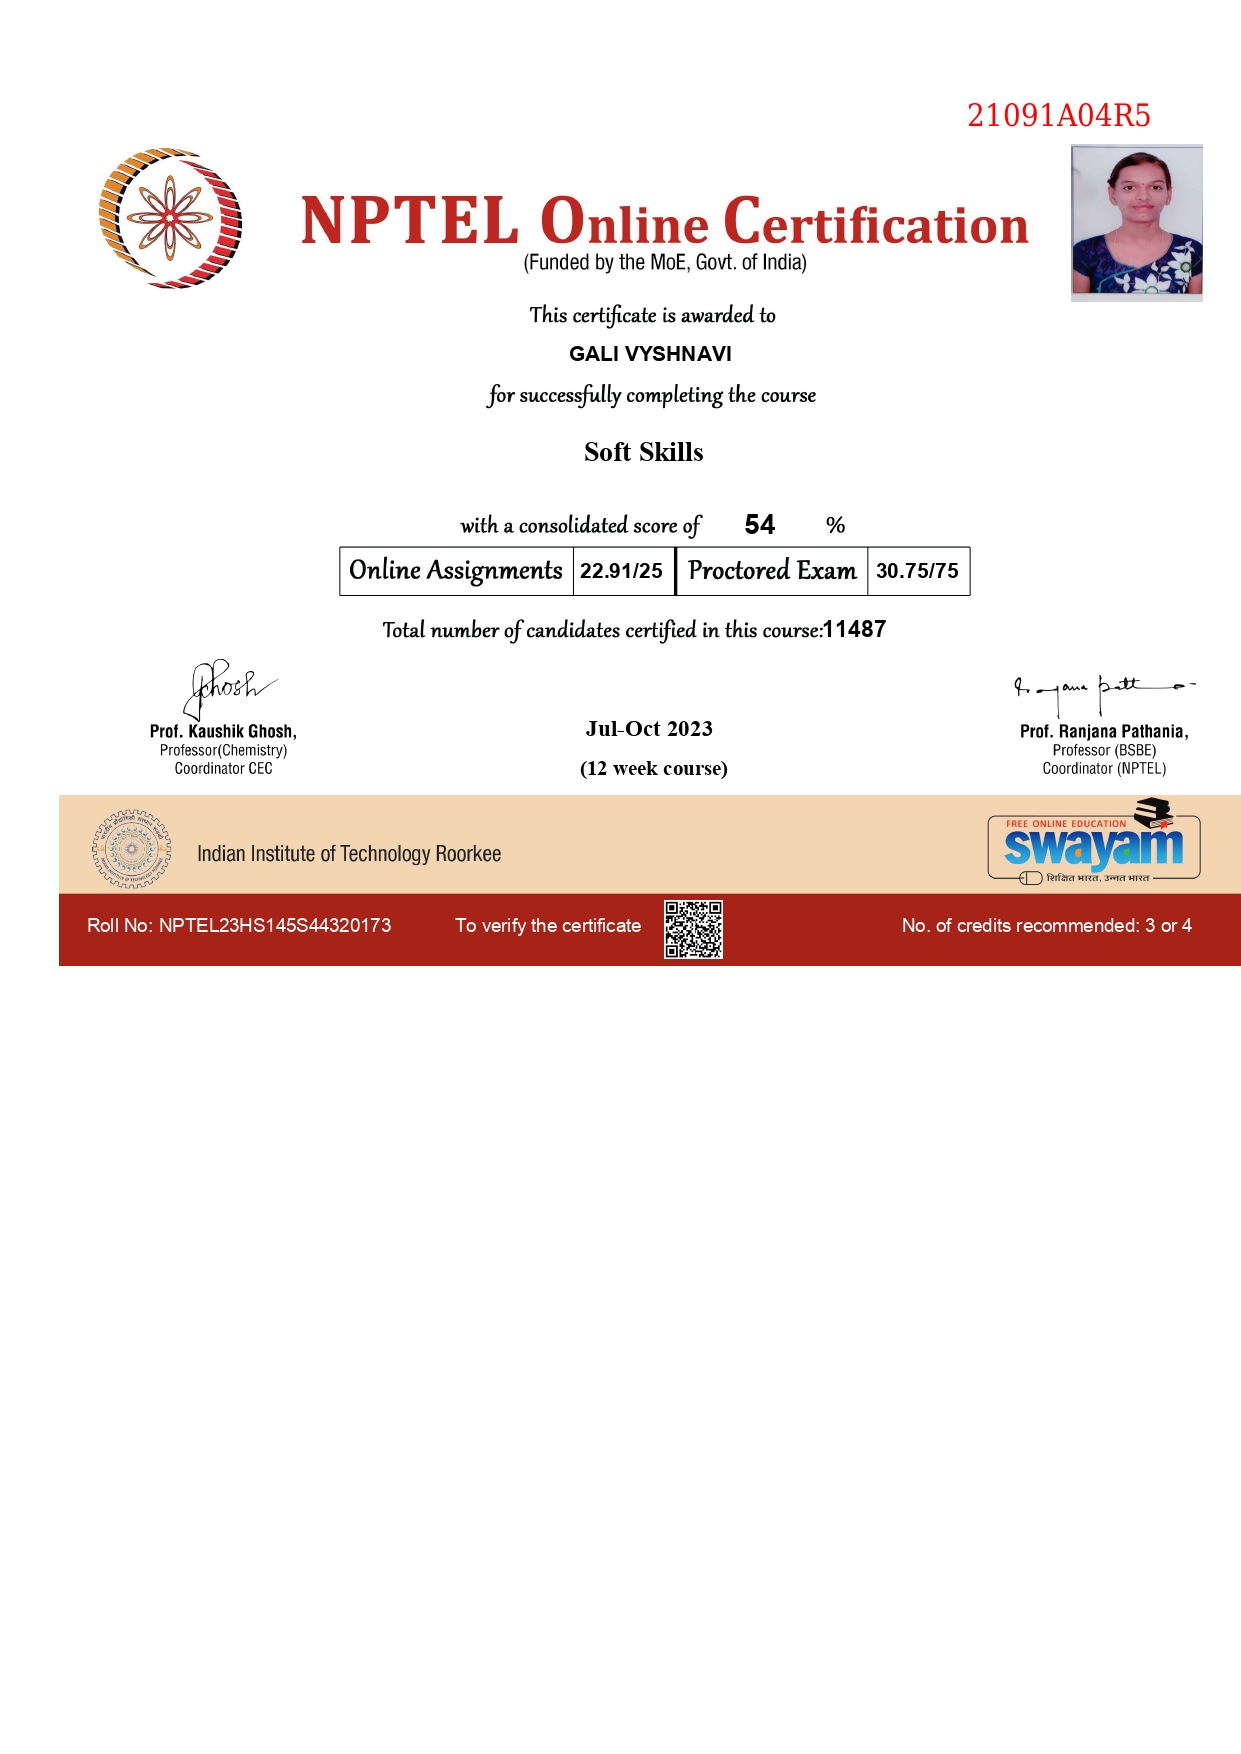 21091A04R5
NPTEL Online Certification
(Funded by the MoE, Govt. of India)
This certificate is awarded to
GALI VYSHNAVI
for successfully completing the course
Soft Skills
with a consolidated score of 54 %
Online Assignments 22.91/25 Proctored Exam 30.75/75
Total number of candidates certified in this course:11487
Prof. Kaushik Ghosh,
Professor(Chemistry)
Coordinator CEC
Jul-Oct 2023
(12 week course)
Prof. Ranjana Pathania,
Professor (BSBE)
Coordinator (NPTEL)
Indian Institute of Technology Roorkee
FREE ONLINE EDUCATION
swayam
शिक्षित भारत, उन्नत भारत
Roll No: NPTEL23HS145S44320173 To verify the certificate No. of credits recommended: 3 or 4